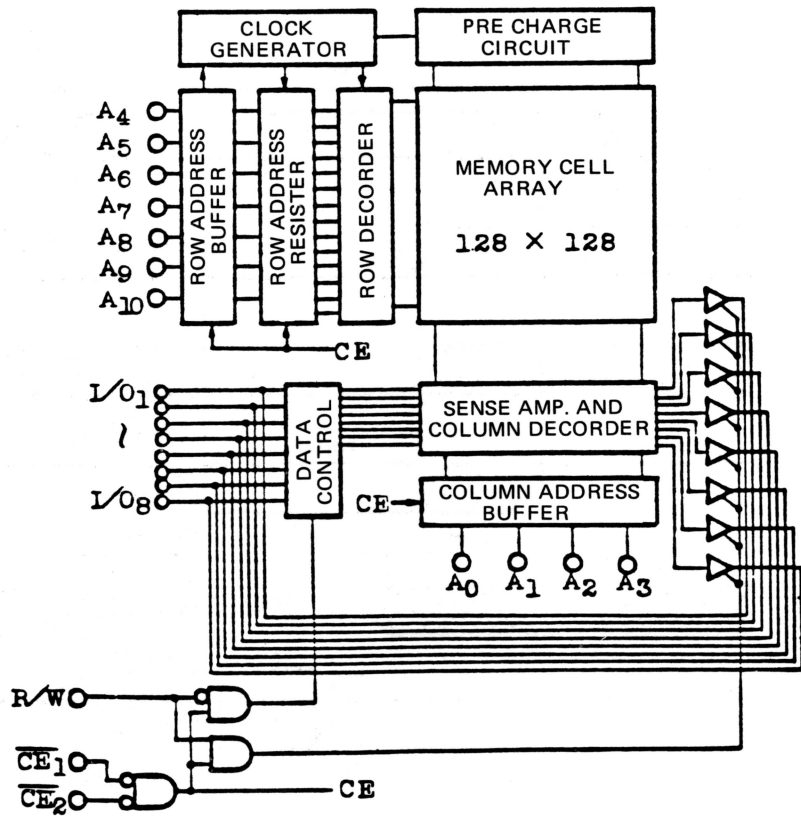 CLOCK
GENERATOR
PRE CHARGE
CIRCUIT
A4
A5
A6
A7
A8
A9
A10
ROW ADDRESS
BUFFER
ROW ADDRESS
RESISTER
ROW DECORDER
MEMORY CELL
ARRAY
128 × 128
CE
I/O1
~
I/O8
DATA
CONTROL
SENSE AMP. AND
COLUMN DECORDER
CE
COLUMN ADDRESS
BUFFER
A0
A1
A2
A3
R/W
C̅E̅1
C̅E̅2
CE